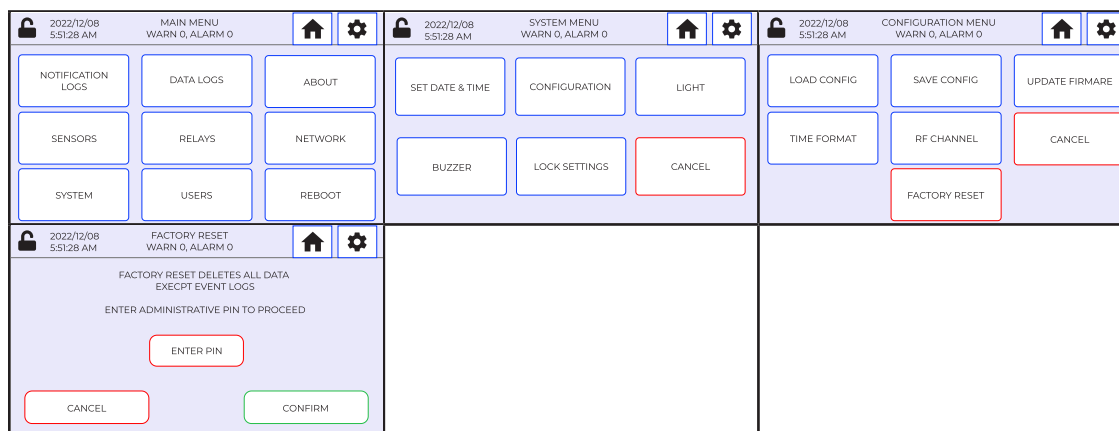 2022/12/08
5:51:28 AM
MAIN MENU
WARN 0, ALARM 0
NOTIFICATION
LOGS
DATA LOGS
ABOUT
SENSORS
RELAYS
NETWORK
SYSTEM
USERS
REBOOT
2022/12/08
5:51:28 AM
SYSTEM MENU
WARN 0, ALARM 0
SET DATE & TIME
CONFIGURATION
LIGHT
BUZZER
LOCK SETTINGS
CANCEL
2022/12/08
5:51:28 AM
CONFIGURATION MENU
WARN 0, ALARM 0
LOAD CONFIG
SAVE CONFIG
UPDATE FIRMARE
TIME FORMAT
RF CHANNEL
CANCEL
FACTORY RESET
2022/12/08
5:51:28 AM
FACTORY RESET
WARN 0, ALARM 0
FACTORY RESET DELETES ALL DATA
EXECPT EVENT LOGS
ENTER ADMINISTRATIVE PIN TO PROCEED
ENTER PIN
CANCEL
CONFIRM